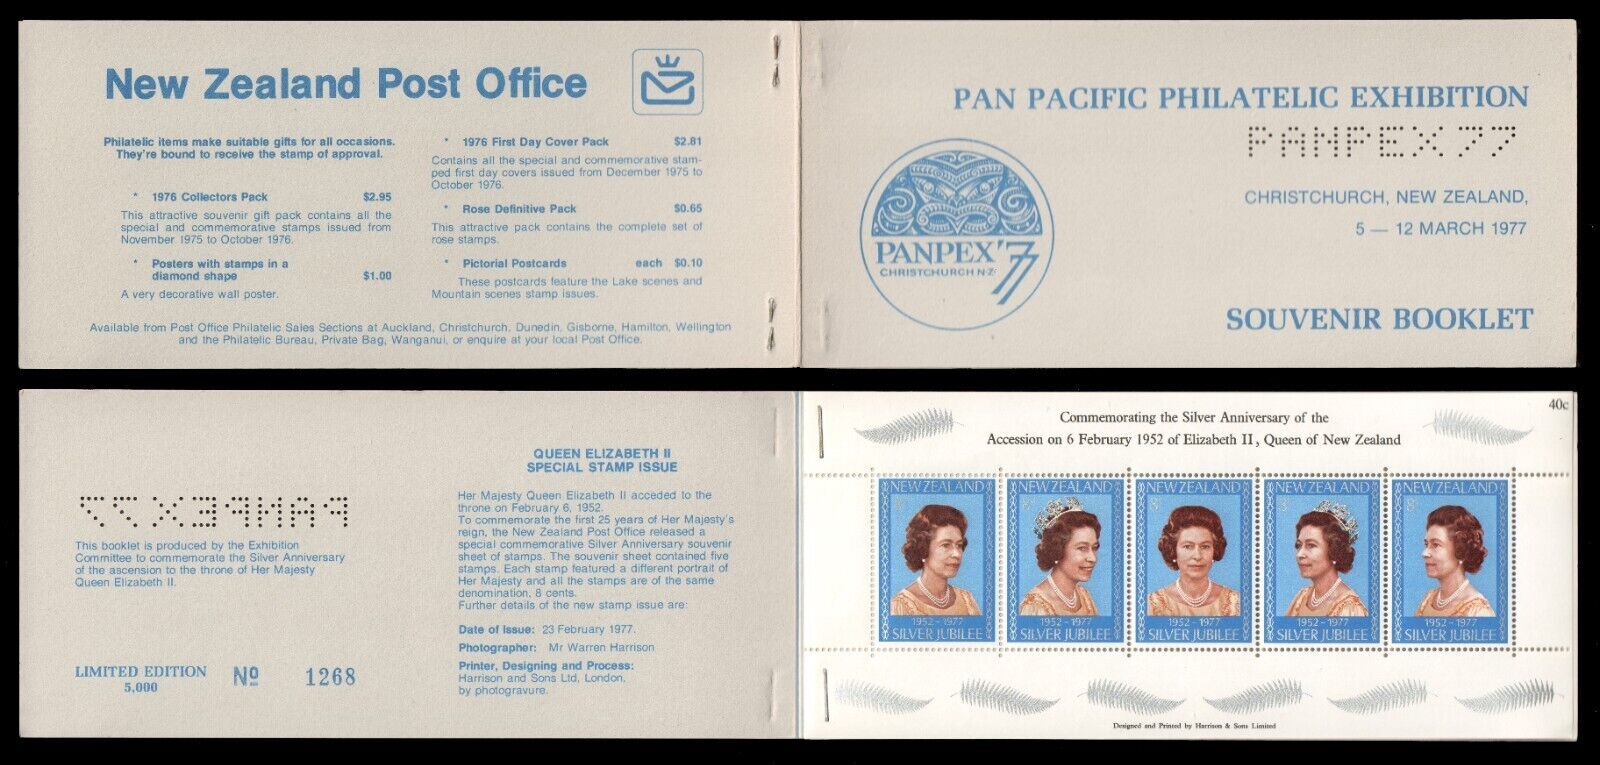 New Zealand Post Office
Philatelic items make suitable gifts for all occasions.
They're bound to receive the stamp of approval.
* 1976 Collectors Pack $2.95
This attractive souvenir gift pack contains all the
special and commemorative stamps issued from
November 1975 to October 1976.
* Posters with stamps in a
diamond shape $1.00
A very decorative wall poster.
* 1976 First Day Cover Pack $2.81
Contains all the special and commemorative stam-
ped first day covers issued from December 1975 to
October 1976.
* Rose Definitive Pack $0.65
This attractive pack contains the complete set of
rose stamps.
* Pictorial Postcards each $0.10
These postcards feature the Lake scenes and
Mountain scenes stamp issues.
Available from Post Office Philatelic Sales Sections at Auckland, Christchurch, Dunedin, Gisborne, Hamilton, Wellington
and the Philatelic Bureau, Private Bag, Wanganui, or enquire at your local Post Office.
PAN PACIFIC PHILATELIC EXHIBITION
PANPEX77
CHRISTCHURCH, NEW ZEALAND,
5 — 12 MARCH 1977
PANPEX'77
CHRISTCHURCH N·Z·
SOUVENIR BOOKLET
PANPEX77
This booklet is produced by the Exhibition
Committee to commemorate the Silver Anniversary
of the ascension to the throne of Her Majesty
Queen Elizabeth II.
LIMITED EDITION
5,000
No 1268
QUEEN ELIZABETH II
SPECIAL STAMP ISSUE
Her Majesty Queen Elizabeth II acceded to the
throne on February 6, 1952.
To commemorate the first 25 years of Her Majesty's
reign, the New Zealand Post Office released a
special commemorative Silver Anniversary souvenir
sheet of stamps. The souvenir sheet contained five
stamps. Each stamp featured a different portrait of
Her Majesty and all the stamps are of the same
denomination, 8 cents.
Further details of the new stamp issue are:
Date of Issue: 23 February 1977.
Photographer: Mr Warren Harrison
Printer, Designing and Process:
Harrison and Sons Ltd, London,
by photogravure.
40c
Commemorating the Silver Anniversary of the
Accession on 6 February 1952 of Elizabeth II, Queen of New Zealand
NEW ZEALAND
8c
1952 - 1977
SILVER JUBILEE
NEW ZEALAND
8c
1952 - 1977
SILVER JUBILEE
NEW ZEALAND
8c
1952 - 1977
SILVER JUBILEE
NEW ZEALAND
8c
1952 - 1977
SILVER JUBILEE
NEW ZEALAND
8c
1952 - 1977
SILVER JUBILEE
Designed and Printed by Harrison & Sons Limited